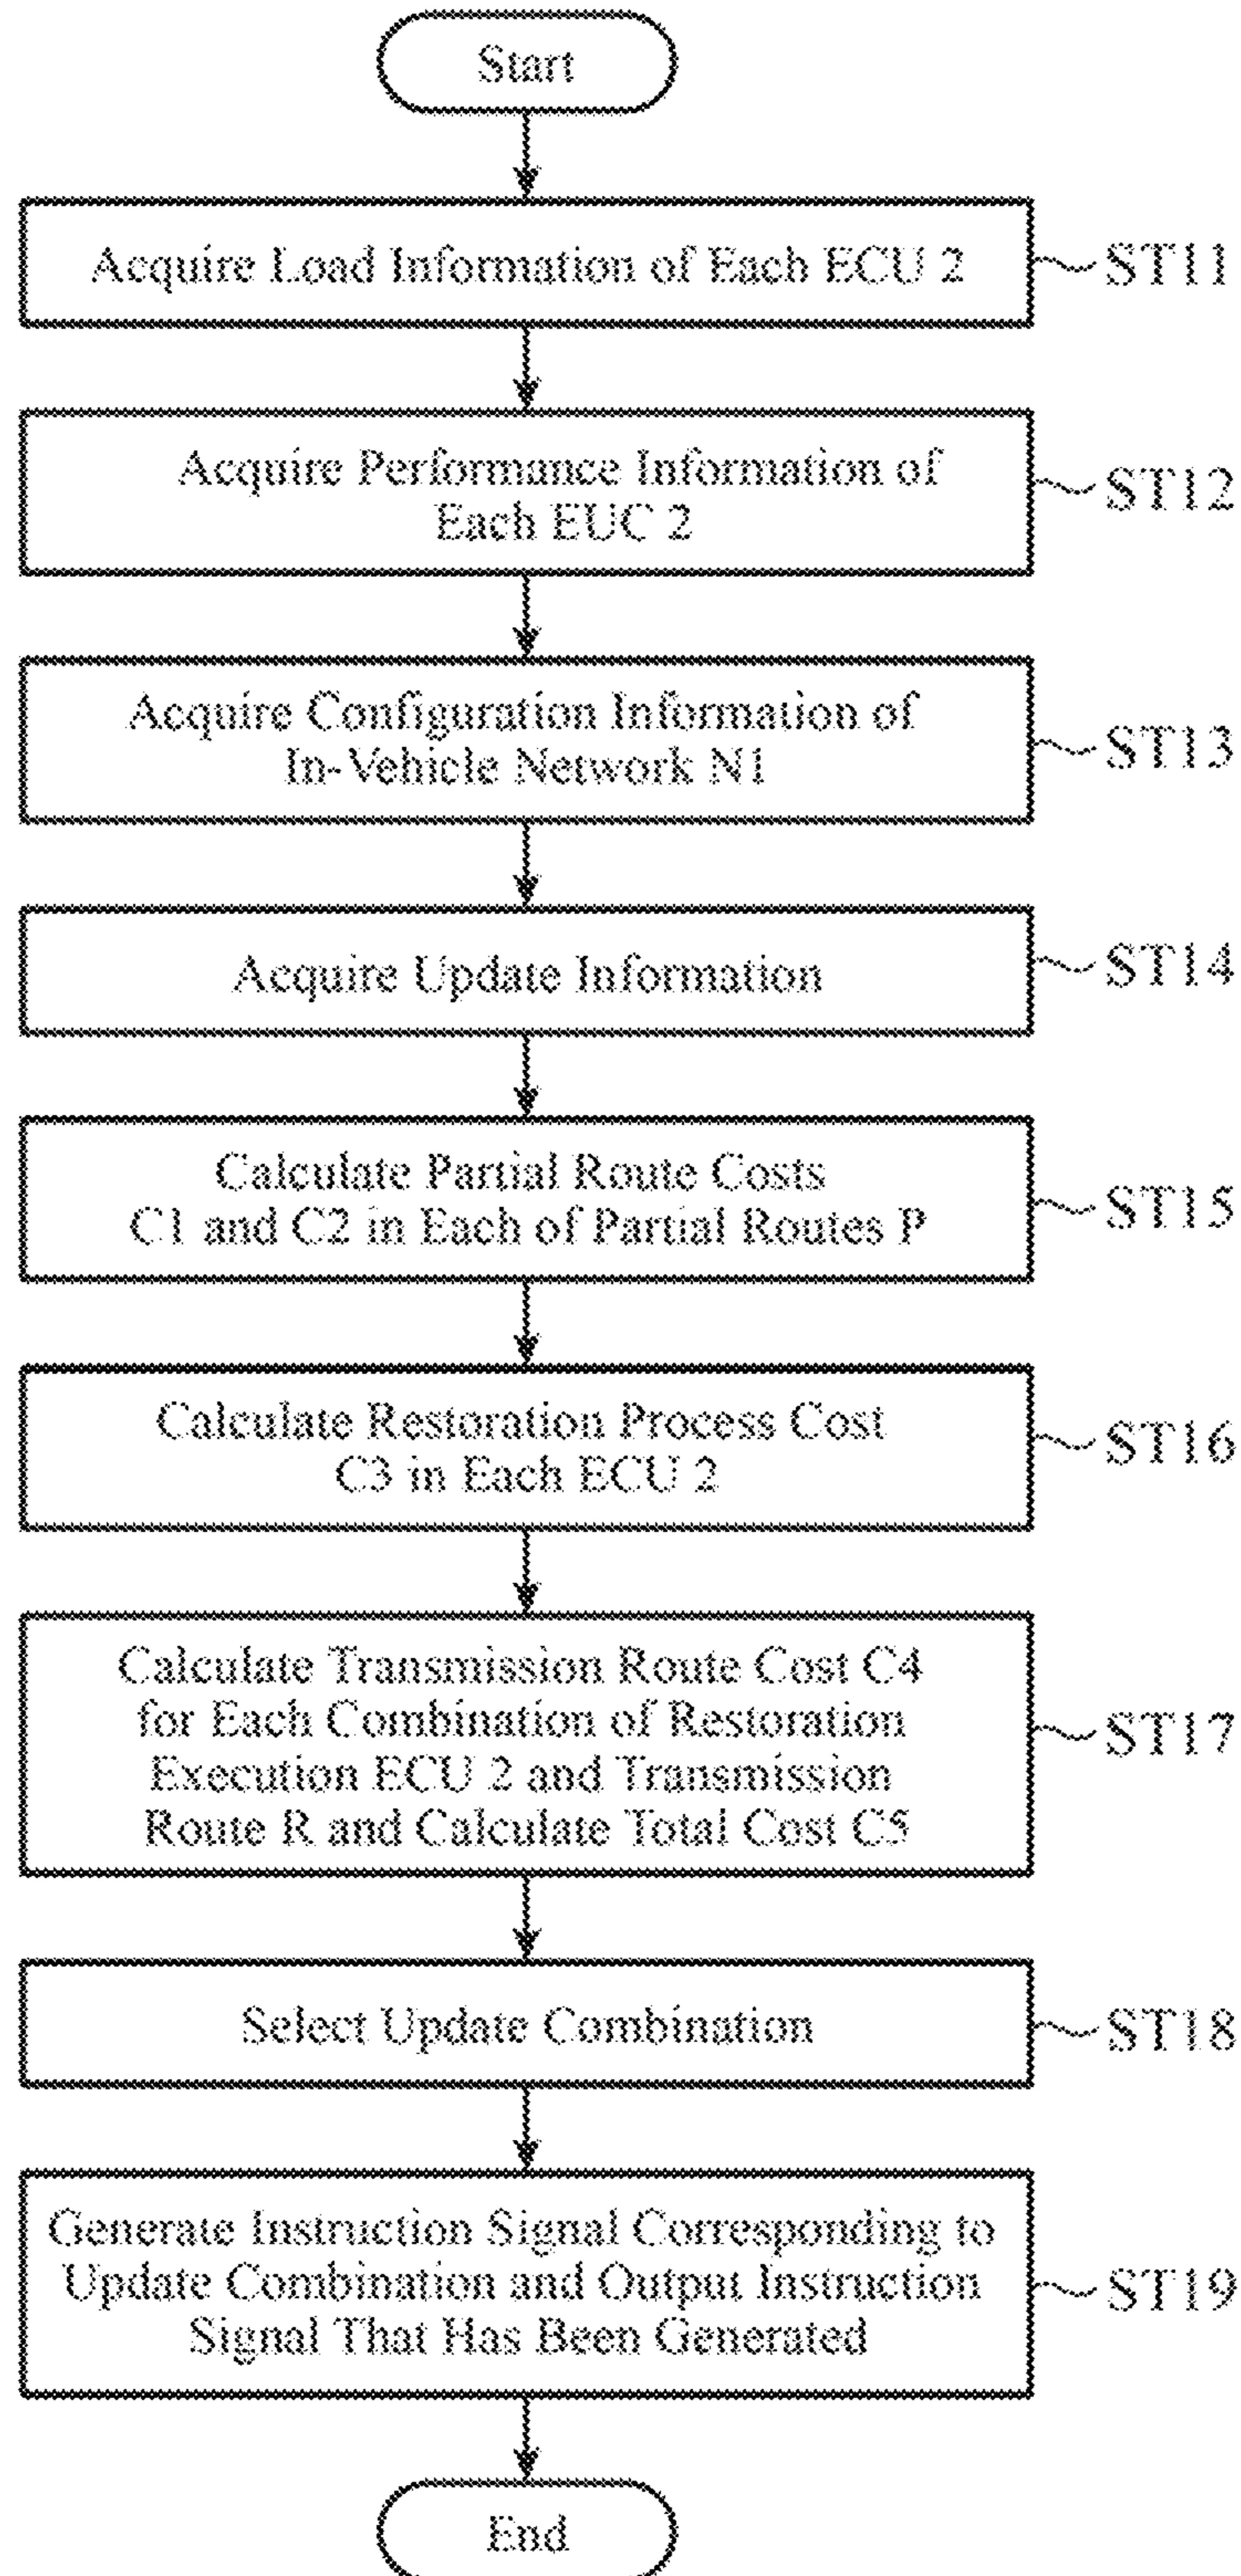 Start
Acquire Load Information of Each ECU 2
ST11
Acquire Performance Information of
Each EUC 2
ST12
Acquire Configuration Information of
In-Vehicle Network N1
ST13
Acquire Update Information
ST14
Calculate Partial Route Costs
C1 and C2 in Each of Partial Routes P
ST15
Calculate Restoration Process Cost
C3 in Each ECU 2
ST16
Calculate Transmission Route Cost C4
for Each Combination of Restoration
Execution ECU 2 and Transmission
Route R and Calculate Total Cost C5
ST17
Select Update Combination
ST18
Generate Instruction Signal Corresponding to
Update Combination and Output Instruction
Signal That Has Been Generated
ST19
End